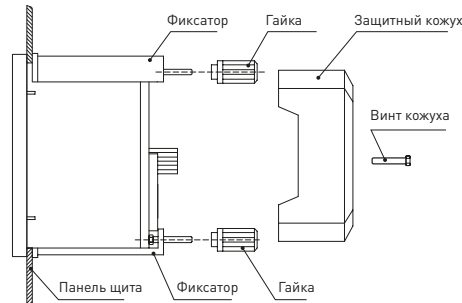 Фиксатор
Гайка
Защитный кожух
Винт кожуха
Панель щита
Фиксатор
Гайка